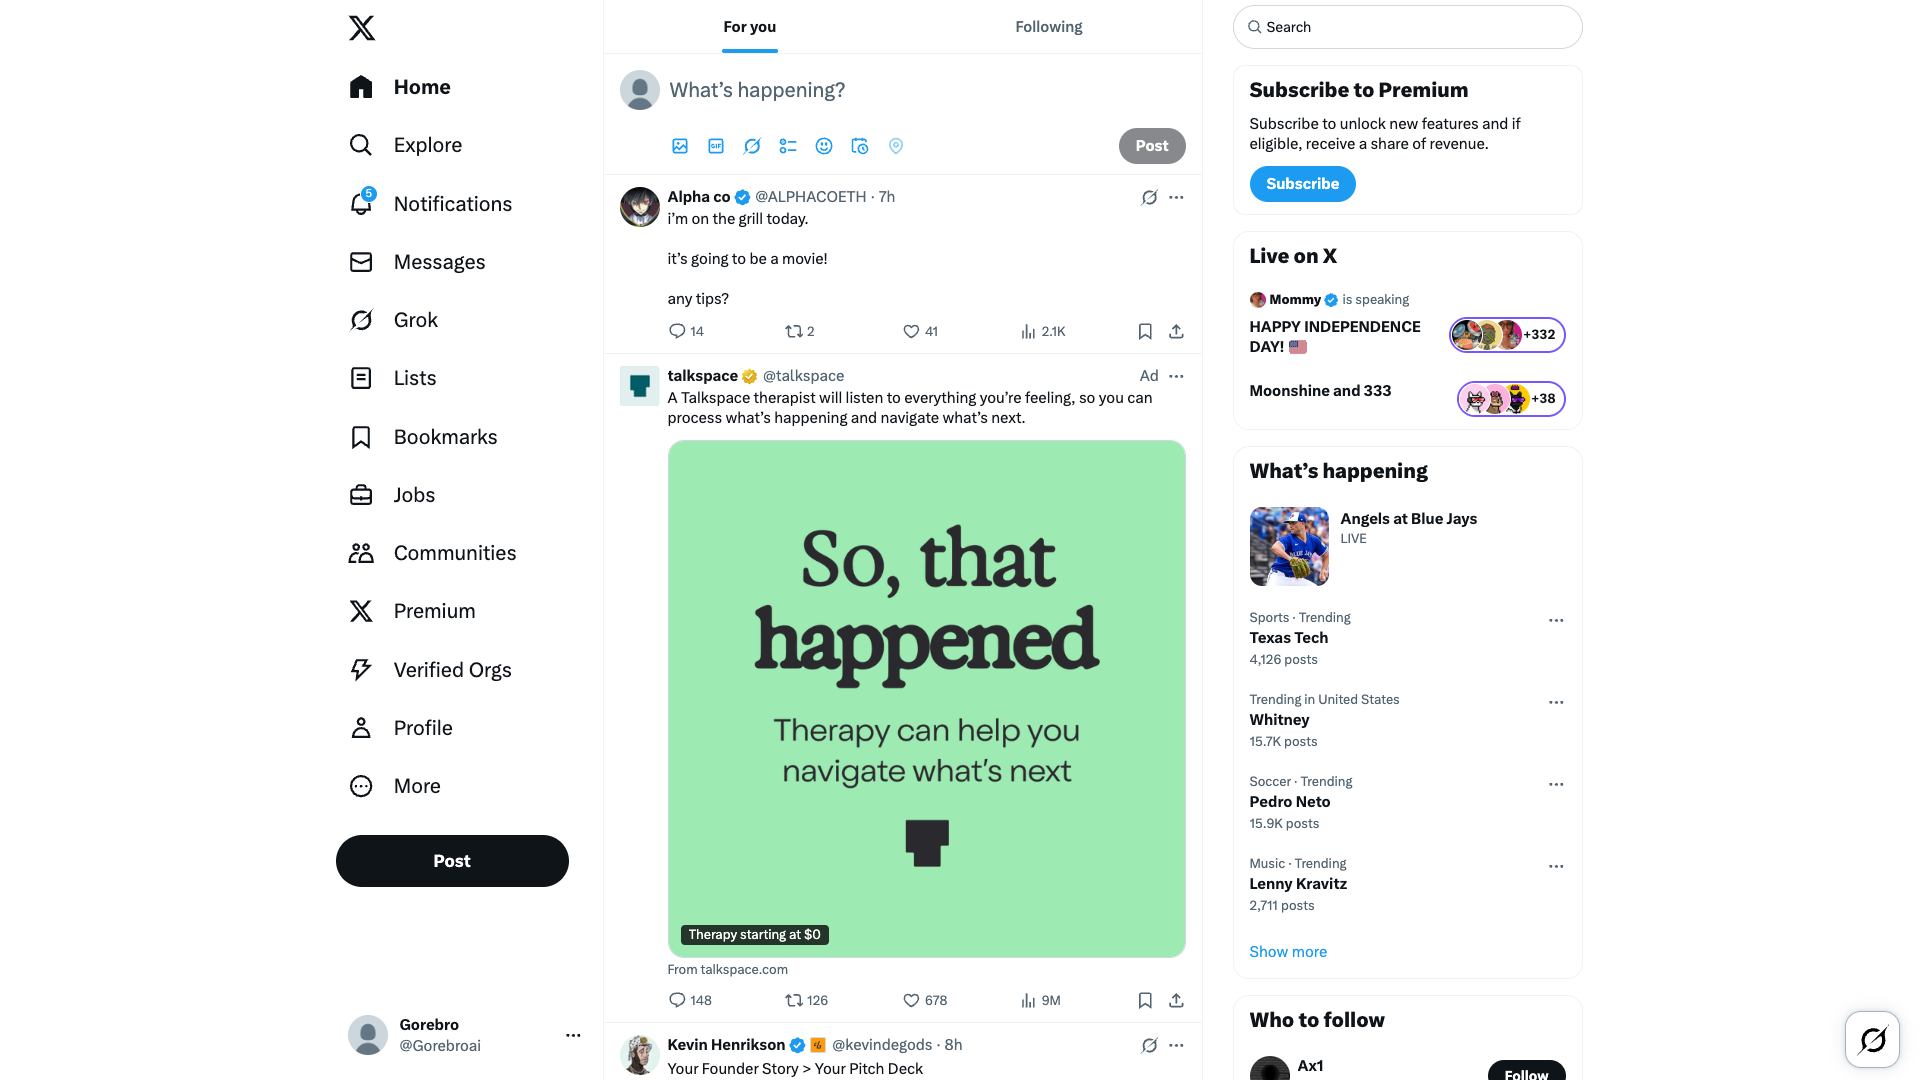 Home
Explore
5
Notifications
Messages
Grok
Lists
Bookmarks
Jobs
Communities
Premium
Verified Orgs
Profile
More
Post
Gorebro
@Gorebroai
For you
Following
What’s happening?
GIF
Post
Alpha co @ALPHACOETH · 7h
i’m on the grill today.
it’s going to be a movie!
any tips?
14 2 41 2.1K
talkspace @talkspace Ad
A Talkspace therapist will listen to everything you’re feeling, so you can
process what’s happening and navigate what’s next.
So, that
happened
Therapy can help you
navigate what’s next
Therapy starting at $0
From talkspace.com
148 126 678 9M
Kevin Henrikson @kevindegods · 8h
Your Founder Story > Your Pitch Deck
Search
Subscribe to Premium
Subscribe to unlock new features and if
eligible, receive a share of revenue.
Subscribe
Live on X
Mommy is speaking
HAPPY INDEPENDENCE
DAY! 🇺🇸
+332
Moonshine and 333
+38
What’s happening
Angels at Blue Jays
LIVE
Sports · Trending
Texas Tech
4,126 posts
Trending in United States
Whitney
15.7K posts
Soccer · Trending
Pedro Neto
15.9K posts
Music · Trending
Lenny Kravitz
2,711 posts
Show more
Who to follow
Ax1
Follow